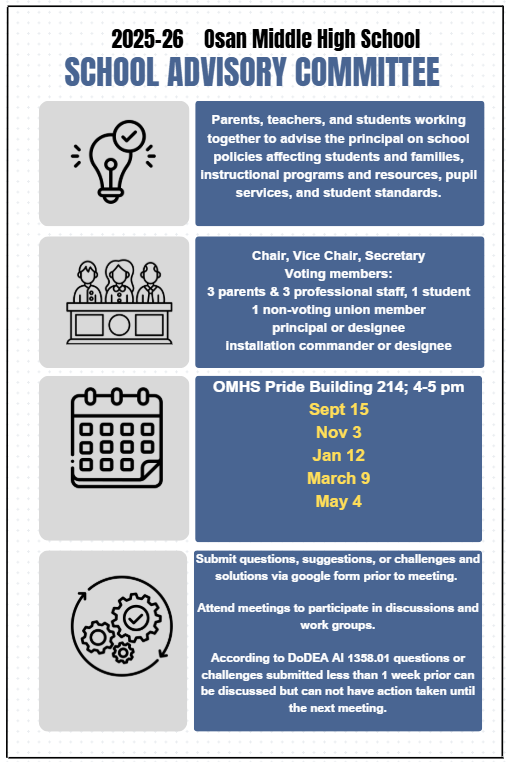 2025-26 Osan Middle High School
SCHOOL ADVISORY COMMITTEE
Parents, teachers, and students working
together to advise the principal on school
policies affecting students and families,
instructional programs and resources, pupil
services, and student standards.
Chair, Vice Chair, Secretary
Voting members:
3 parents & 3 professional staff, 1 student
1 non-voting union member
principal or designee
installation commander or designee
OMHS Pride Building 214; 4-5 pm
Sept 15
Nov 3
Jan 12
March 9
May 4
Submit questions, suggestions, or challenges and
solutions via google form prior to meeting.
Attend meetings to participate in discussions and
work groups.
According to DoDEA AI 1358.01 questions or
challenges submitted less than 1 week prior can
be discussed but can not have action taken until
the next meeting.